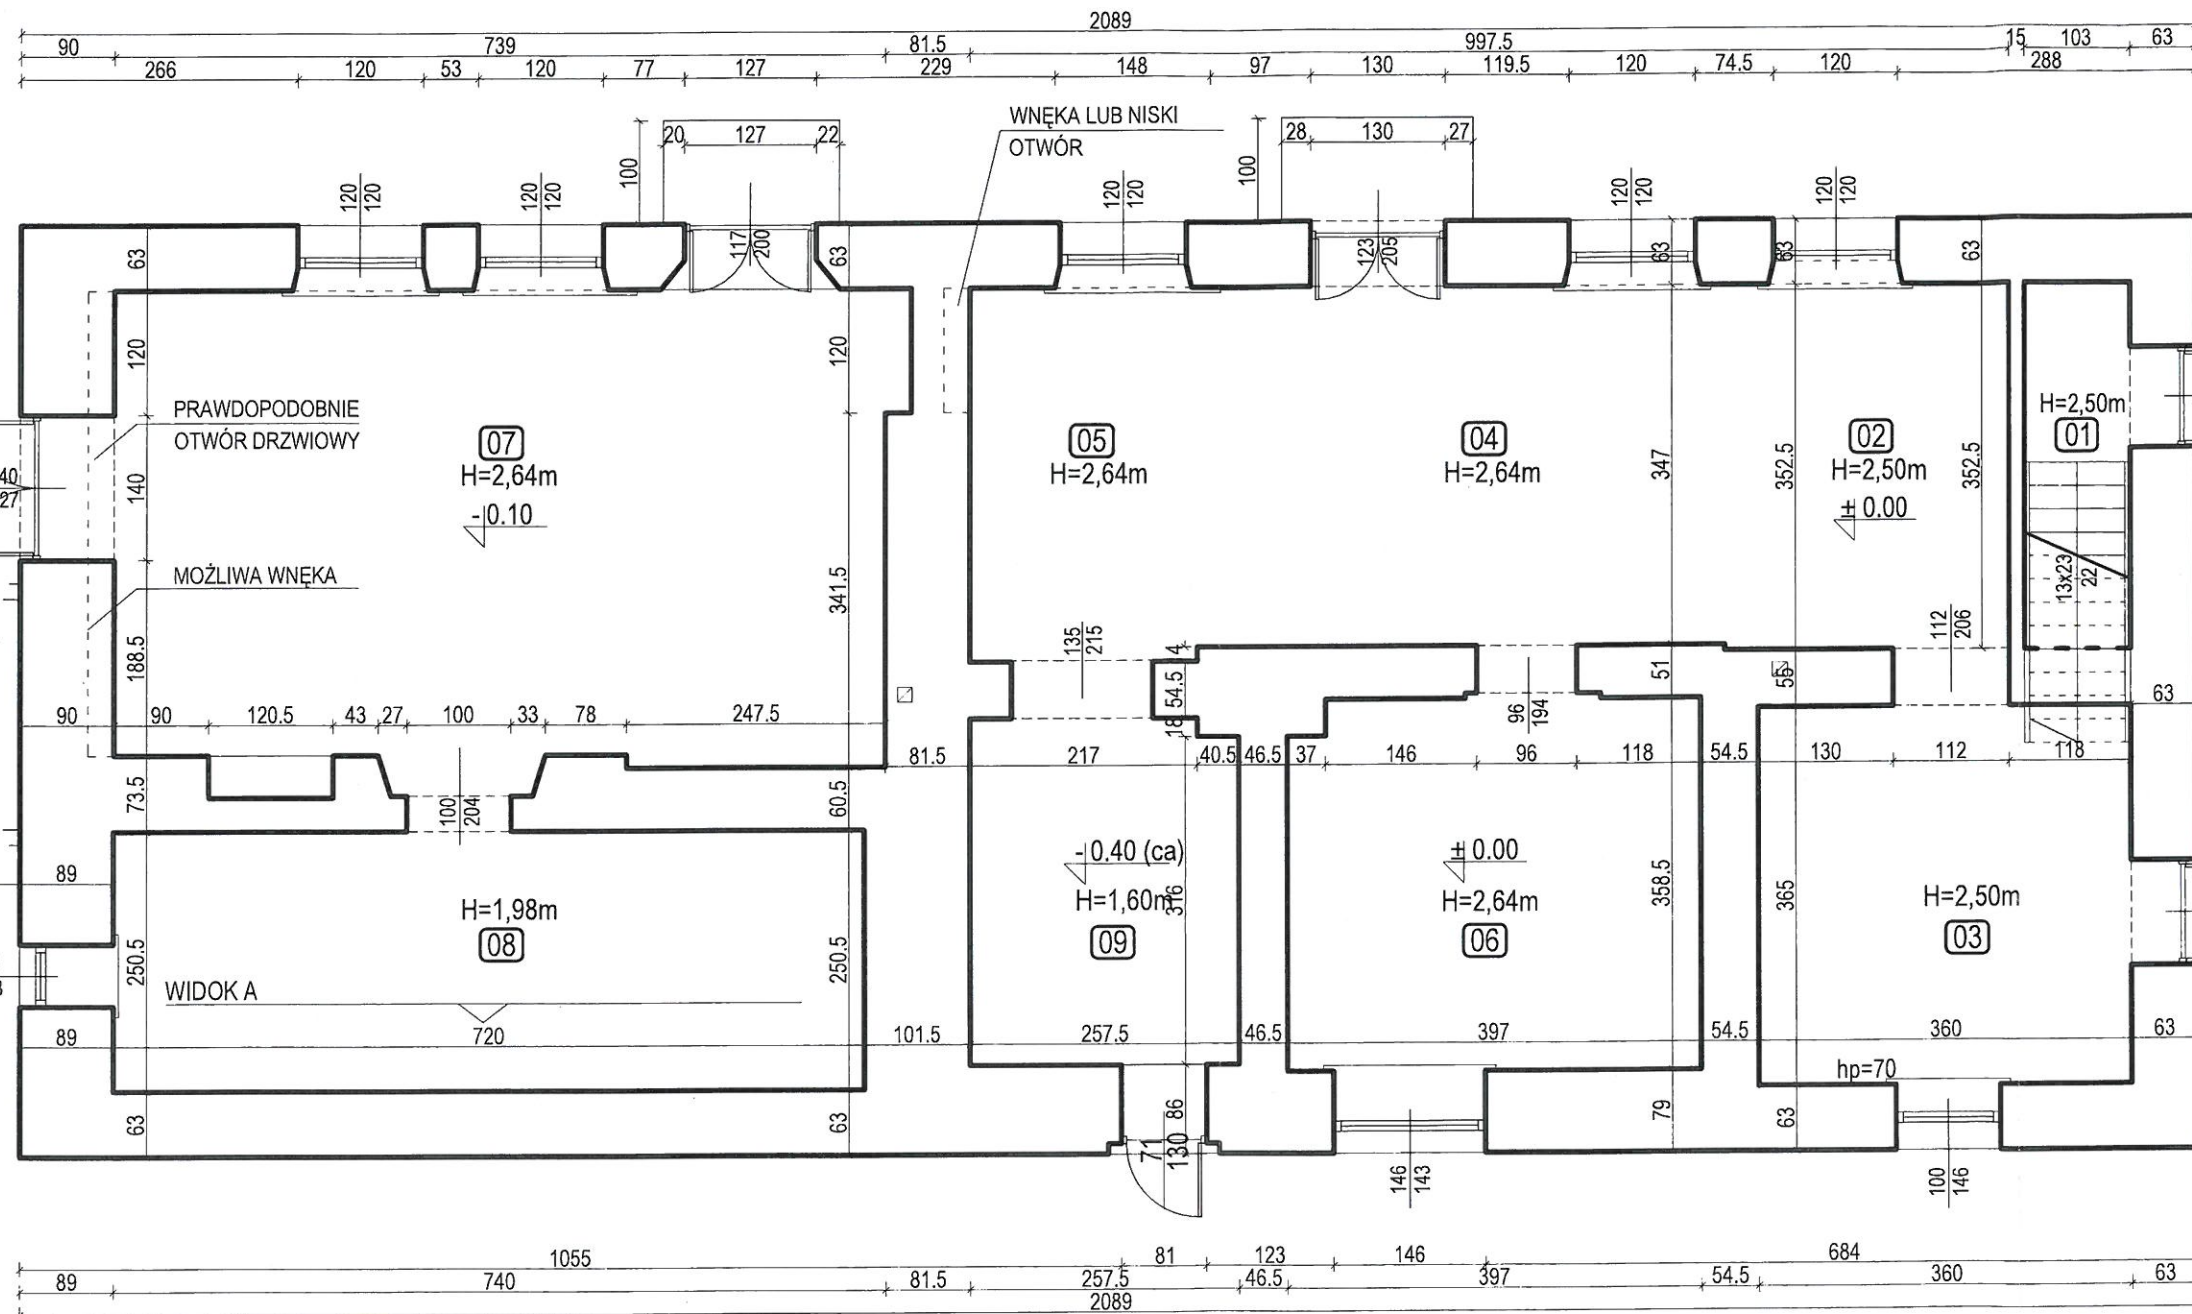 2089
90 739 81.5 997.5 15 103 63
266 120 53 120 77 127 229 148 97 130 119.5 120 74.5 120 288
WNĘKA LUB NISKI
OTWÓR
20 127 22
28 130 27
100
100
120
120
120
120
120
120
120
120
120
120
117
200
123
205
63
63
63
63
63
120
120
PRAWDOPODOBNIE
OTWÓR DRZWIOWY
07
H=2,64m
- 0.10
05
H=2,64m
04
H=2,64m
02
H=2,50m
± 0.00
H=2,50m
01
347
352.5
352.5
40
27
140
MOŻLIWA WNĘKA
341.5
188.5
13x23
22
135
215
112
206
4
54.5
18
51
55
96
194
63
90 90 120.5 43 27 100 33 78 247.5
81.5 217 40.5 46.5 37 146 96 118 54.5 130 112 118
73.5
100
204
60.5
89
- 0.40 (ca)
H=1,60m
09
316
± 0.00
H=2,64m
06
358.5
365
H=2,50m
03
H=1,98m
08
250.5
250.5
WIDOK A
89 720 101.5 257.5 46.5 397 54.5 360 63
hp=70
63
63
86
71
130
79
63
146
143
100
146
1055 81 123 146 684
89 740 81.5 257.5 46.5 397 54.5 360 63
2089